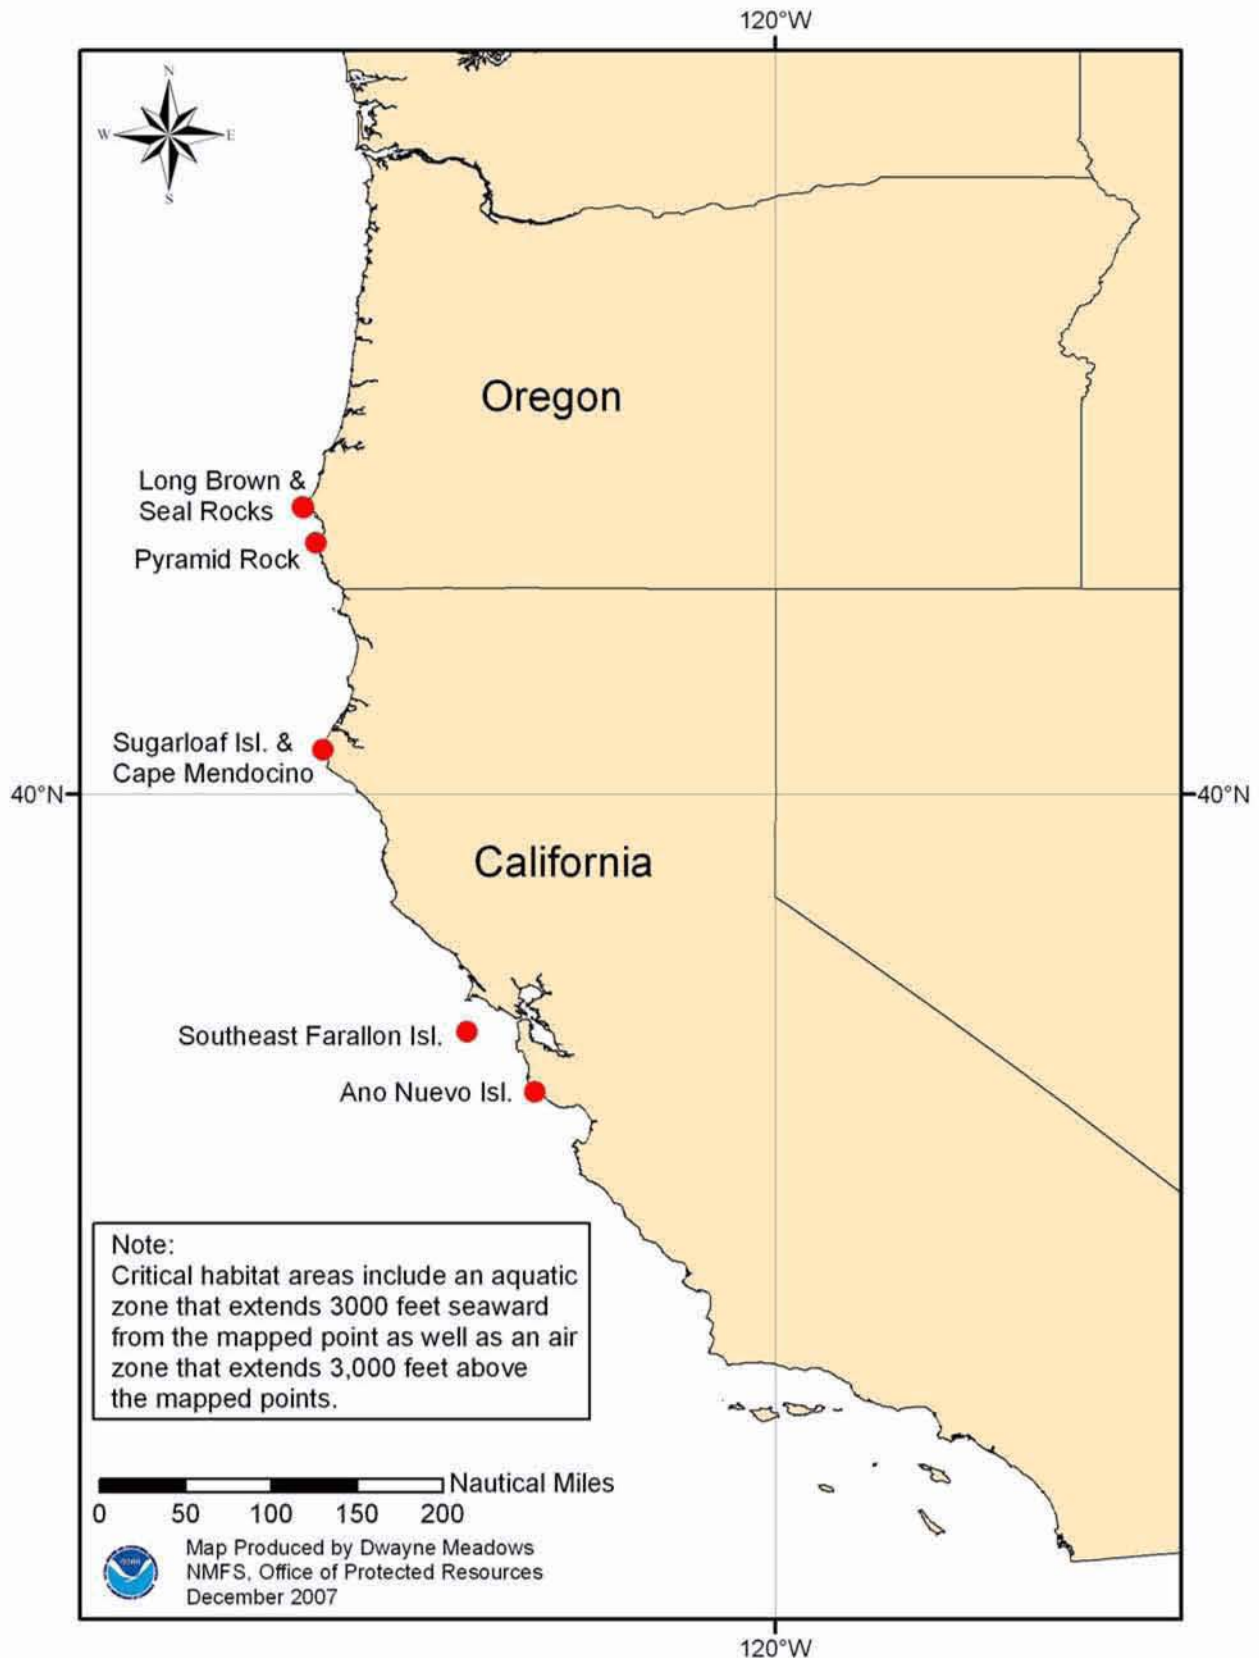 120°W
N
W E
S
Oregon
Long Brown &
Seal Rocks
Pyramid Rock
Sugarloaf Isl. &
Cape Mendocino
40°N
40°N
California
Southeast Farallon Isl.
Ano Nuevo Isl.
Note:
Critical habitat areas include an aquatic
zone that extends 3000 feet seaward
from the mapped point as well as an air
zone that extends 3,000 feet above
the mapped points.
Nautical Miles
0 50 100 150 200
noaa
Map Produced by Dwayne Meadows
NMFS, Office of Protected Resources
December 2007
120°W